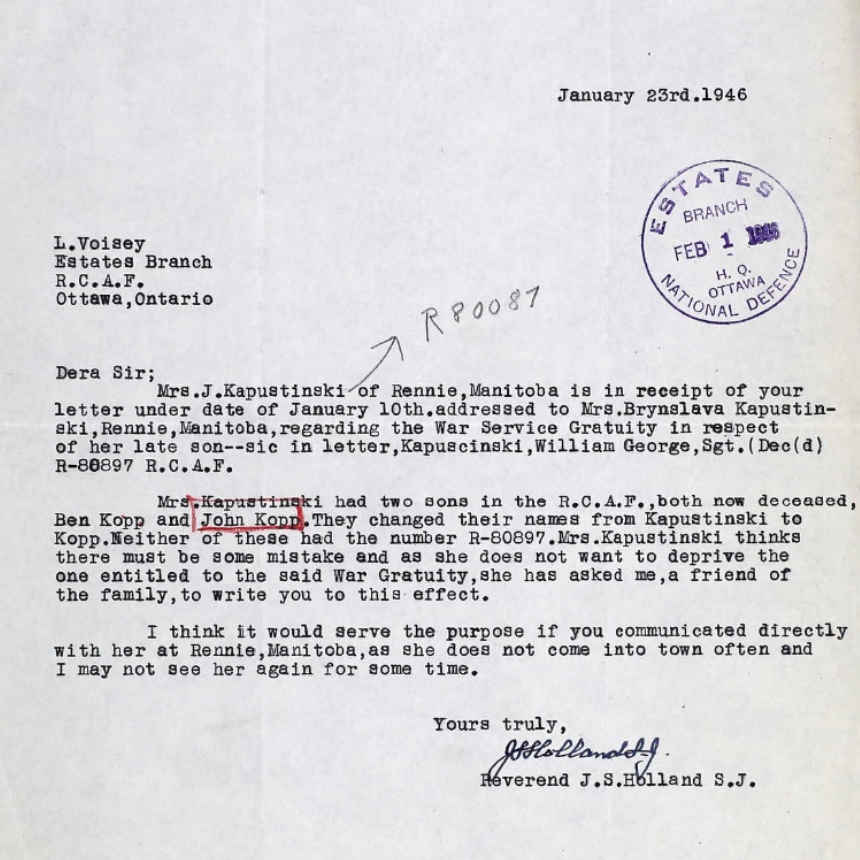 January 23rd.1946
ESTATES
BRANCH
FEB 1 1946
H. Q.
OTTAWA
NATIONAL DEFENCE
L.Voisey
Estates Branch
R.C.A.F.
Ottawa,Ontario
R80087
Dera Sir;
Mrs.J.Kapustinski of Rennie,Manitoba is in receipt of your
letter under date of January 10th.addressed to Mrs.Brynslava Kapustin-
ski,Rennie,Manitoba,regarding the War Service Gratuity in respect
of her late son--sic in letter,Kapuscinski,William George,Sgt.(Dec(d)
R-80897 R.C.A.F.
Mrs.Kapustinski had two sons in the R.C.A.F.,both now deceased,
Ben Kopp and John Kopp.They changed their names from Kapustinski to
Kopp.Neither of these had the number R-80897.Mrs.Kapustinski thinks
there must be some mistake and as she does not want to deprive the
one entitled to the said War Gratuity,she has asked me,a friend of
the family,to write you to this effect.
I think it would serve the purpose if you communicated directly
with her at Rennie,Manitoba,as she does not come into town often and
I may not see her again for some time.
Yours truly,
JSHolland S.J.
Reverend J.S.Holland S.J.